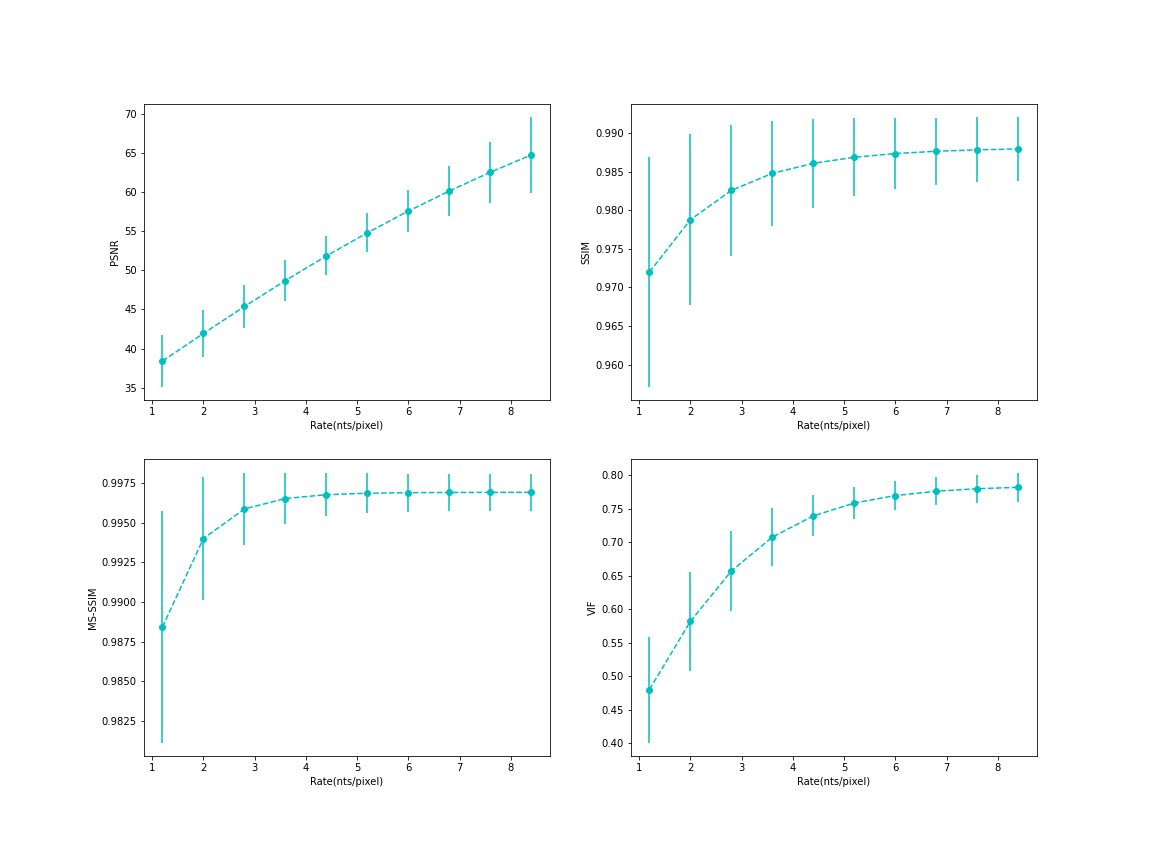 70
65
60
55
50
45
40
35
PSNR
1 2 3 4 5 6 7 8
Rate(nts/pixel)
0.990
0.985
0.980
0.975
0.970
0.965
0.960
SSIM
1 2 3 4 5 6 7 8
Rate(nts/pixel)
0.9975
0.9950
0.9925
0.9900
0.9875
0.9850
0.9825
MS-SSIM
1 2 3 4 5 6 7 8
Rate(nts/pixel)
0.80
0.75
0.70
0.65
0.60
0.55
0.50
0.45
0.40
VIF
1 2 3 4 5 6 7 8
Rate(nts/pixel)